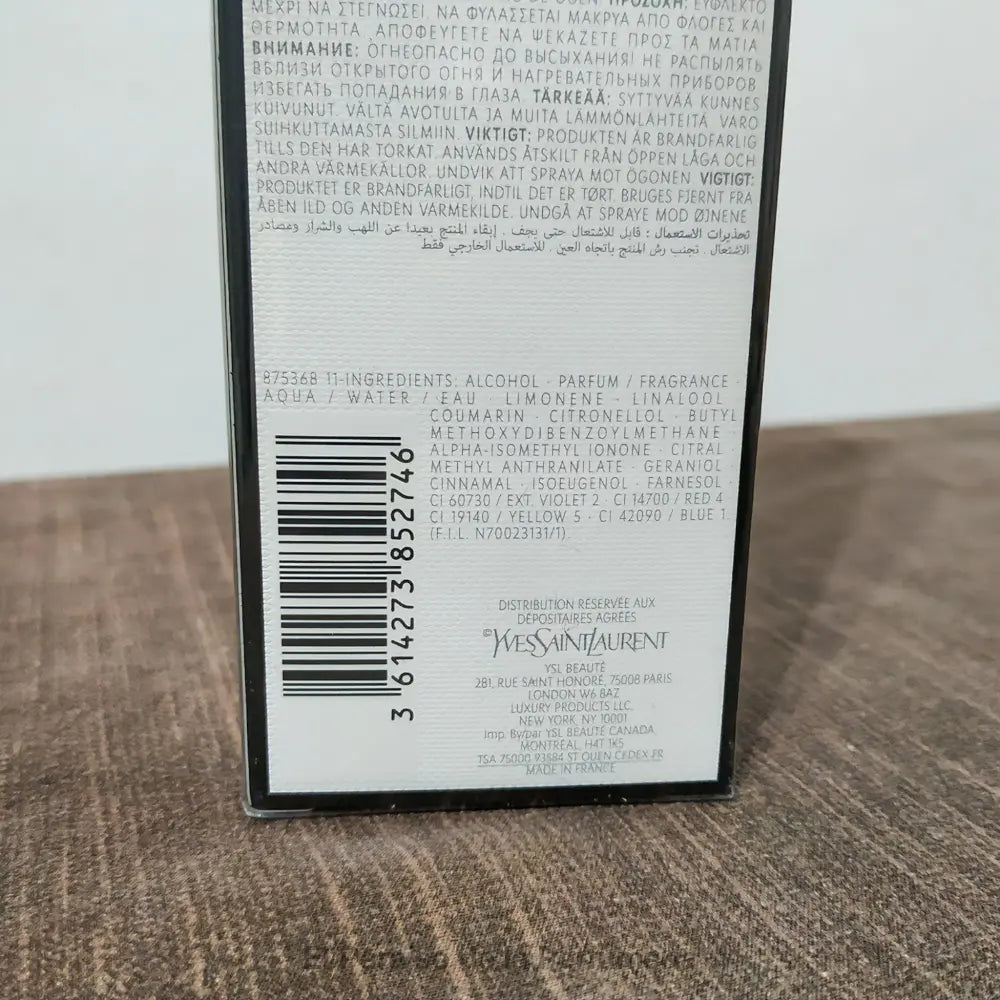 ΠΡΟΣΟΧΗ: ΕΥΦΛΕΚΤΟ
ΜΕΧΡΙ ΝΑ ΣΤΕΓΝΩΣΕΙ. ΝΑ ΦΥΛΑΣΣΕΤΑΙ ΜΑΚΡΥΑ ΑΠΟ ΦΛΟΓΕΣ ΚΑΙ
ΘΕΡΜΟΤΗΤΑ. ΑΠΟΦΕΥΓΕΤΕ ΝΑ ΨΕΚΑΖΕΤΕ ΠΡΟΣ ΤΑ ΜΑΤΙΑ.
ВНИМАНИЕ: ОГНЕОПАСНО ДО ВЫСЫХАНИЯ! НЕ РАСПЫЛЯТЬ
ВБЛИЗИ ОТКРЫТОГО ОГНЯ И НАГРЕВАТЕЛЬНЫХ ПРИБОРОВ.
ИЗБЕГАТЬ ПОПАДАНИЯ В ГЛАЗА. TÄRKEÄÄ: SYTTYVÄÄ KUNNES
KUIVUNUT. VÄLTÄ AVOTULTA JA MUITA LÄMMÖNLÄHTEITÄ. VARO
SUIHKUTTAMASTA SILMIIN. VIKTIGT: PRODUKTEN ÄR BRANDFARLIG
TILLS DEN HAR TORKAT. ANVÄNDS ÅTSKILT FRÅN ÖPPEN LÅGA OCH
ANDRA VÄRMEKÄLLOR. UNDVIK ATT SPRAYA MOT ÖGONEN. VIGTIGT:
PRODUKTET ER BRANDFARLIGT, INDTIL DET ER TØRT. BRUGES FJERNT FRA
ÅBEN ILD OG ANDEN VARMEKILDE. UNDGÅ AT SPRAYE MOD ØJNENE.
تحذيرات الاستعمال : قابل للاشتعال حتى يجف . إبقاء المنتج بعيدا عن اللهب والشرار ومصادر
الاشتعال . تجنب رش المنتج باتجاه العين . للاستعمال الخارجي فقط
875368 11-INGREDIENTS: ALCOHOL · PARFUM / FRAGRANCE ·
AQUA / WATER / EAU · LIMONENE · LINALOOL
COUMARIN · CITRONELLOL · BUTYL
METHOXYDIBENZOYLMETHANE
ALPHA-ISOMETHYL IONONE · CITRAL
METHYL ANTHRANILATE · GERANIOL
CINNAMAL · ISOEUGENOL · FARNESOL ·
CI 60730 / EXT. VIOLET 2 · CI 14700 / RED 4
CI 19140 / YELLOW 5 · CI 42090 / BLUE 1.
(F.I.L. N70023131/1).
3 614273 852746
DISTRIBUTION RÉSERVÉE AUX
DÉPOSITAIRES AGRÉÉS
©YVESSAINTLAURENT
YSL BEAUTÉ
281, RUE SAINT HONORÉ, 75008 PARIS
LONDON W6 8AZ
LUXURY PRODUCTS LLC.
NEW YORK, NY 10001
Imp. By/par YSL BEAUTÉ CANADA,
MONTRÉAL, H4T 1K5
TSA 75000 93584 ST OUEN CEDEX FR
MADE IN FRANCE